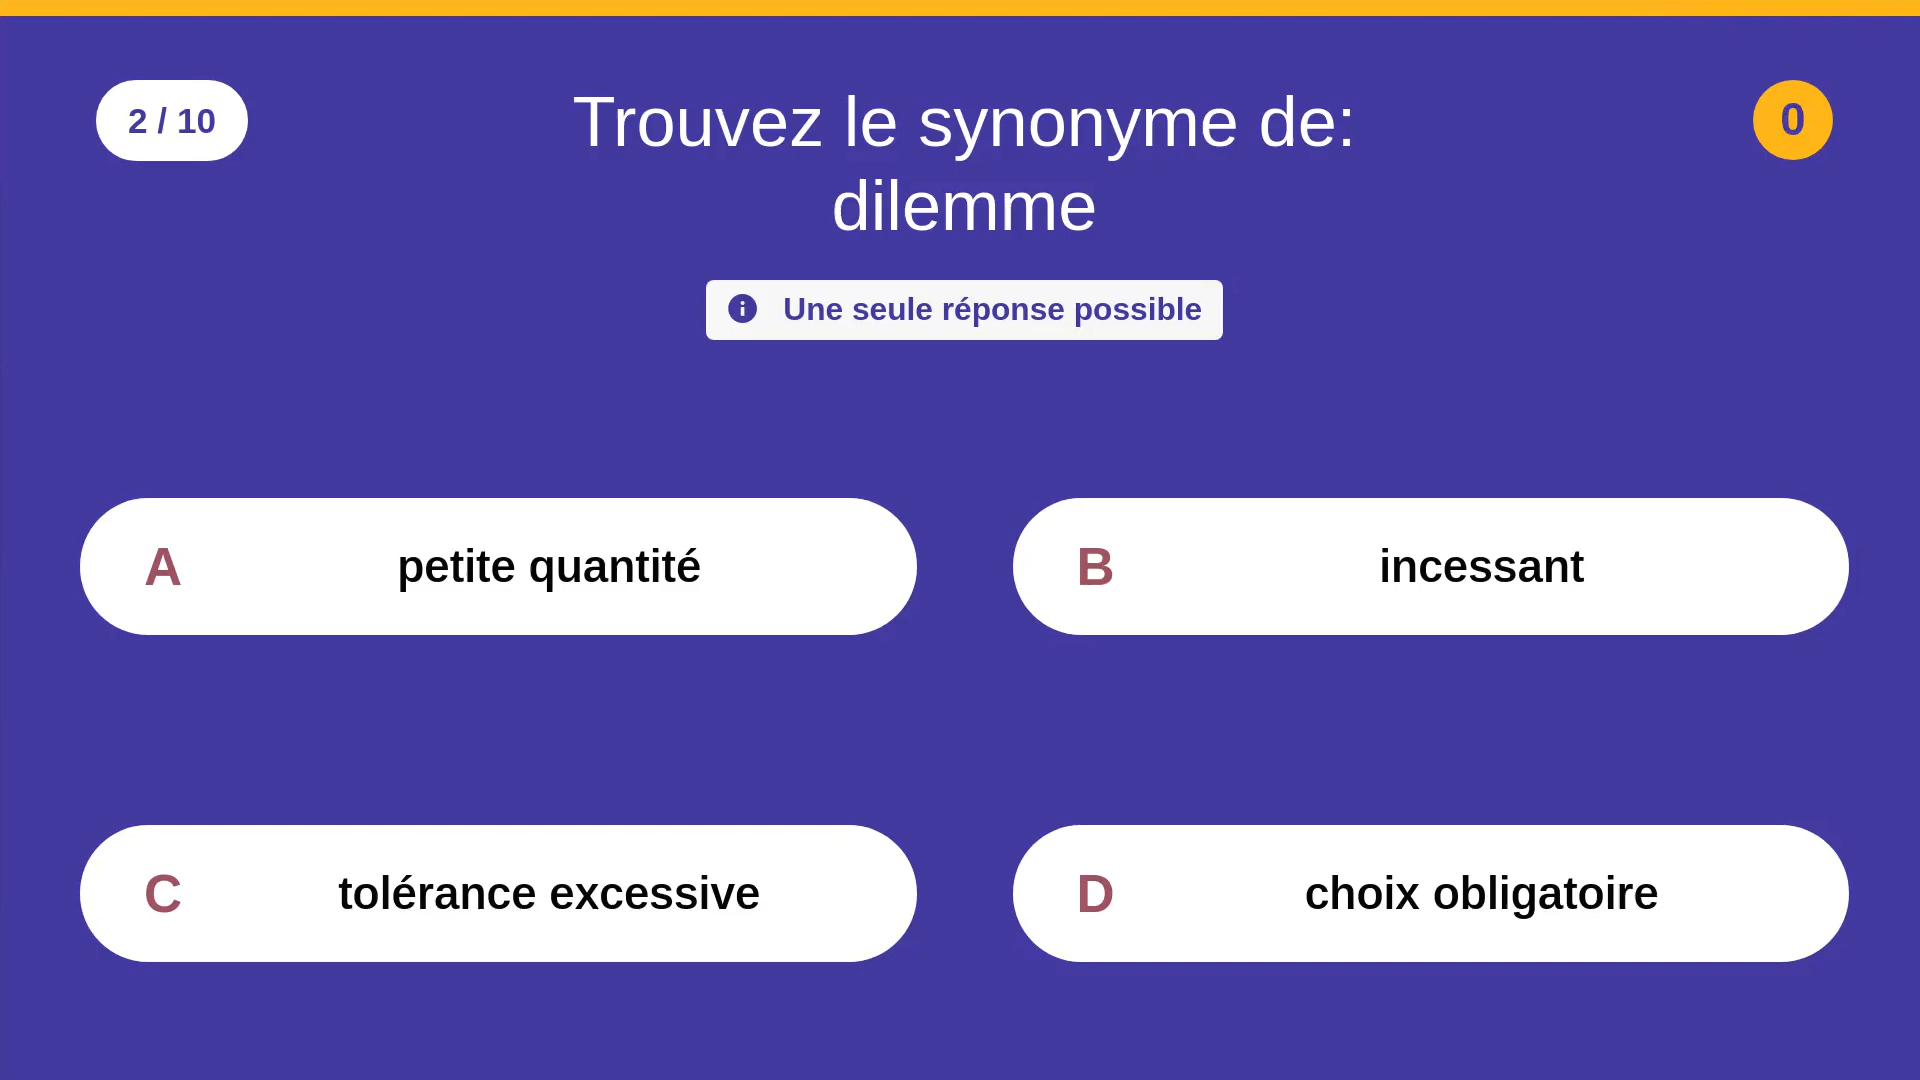 2 / 10
Trouvez le synonyme de:
dilemme
0
Une seule réponse possible
A petite quantité
B incessant
C tolérance excessive
D choix obligatoire